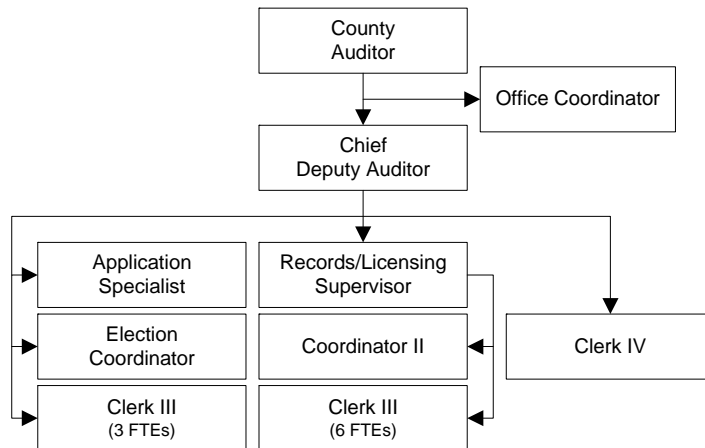 County
Auditor
Office Coordinator
Chief
Deputy Auditor
Application
Specialist
Records/Licensing
Supervisor
Election
Coordinator
Coordinator II
Clerk IV
Clerk III
(3 FTEs)
Clerk III
(6 FTEs)